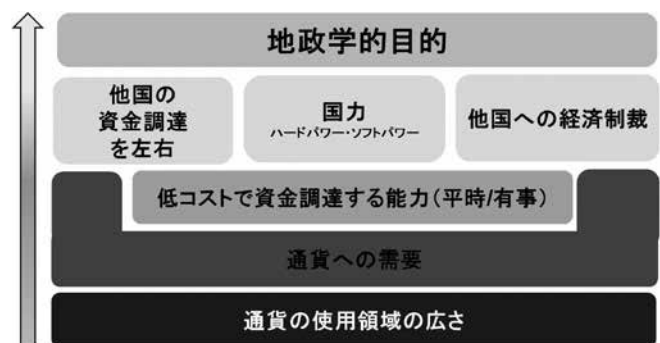 地政学的目的
他国の
資金調達
を左右
国力
ハードパワー・ソフトパワー
他国への経済制裁
低コストで資金調達する能力（平時/有事）
通貨への需要
通貨の使用領域の広さ